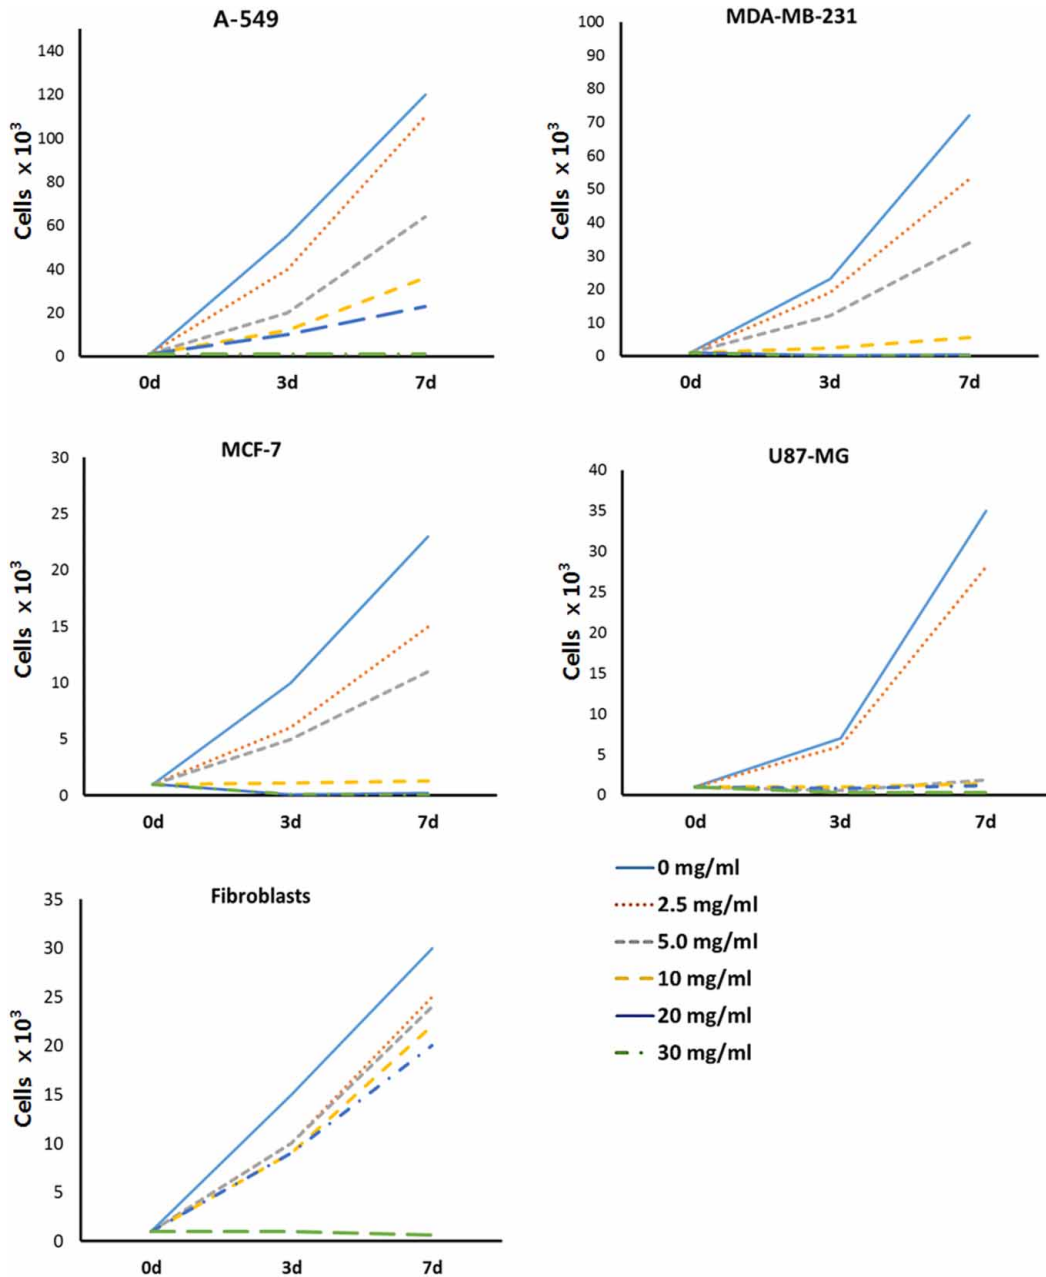 A-549
Cells x 10³
140
120
100
80
60
40
20
0
0d 3d 7d
MDA-MB-231
Cells x 10³
100
90
80
70
60
50
40
30
20
10
0
0d 3d 7d
MCF-7
Cells x 10³
30
25
20
15
10
5
0
0d 3d 7d
U87-MG
Cells x 10³
40
35
30
25
20
15
10
5
0
0d 3d 7d
Fibroblasts
Cells x 10³
35
30
25
20
15
10
5
0
0d 3d 7d
0 mg/ml
2.5 mg/ml
5.0 mg/ml
10 mg/ml
20 mg/ml
30 mg/ml